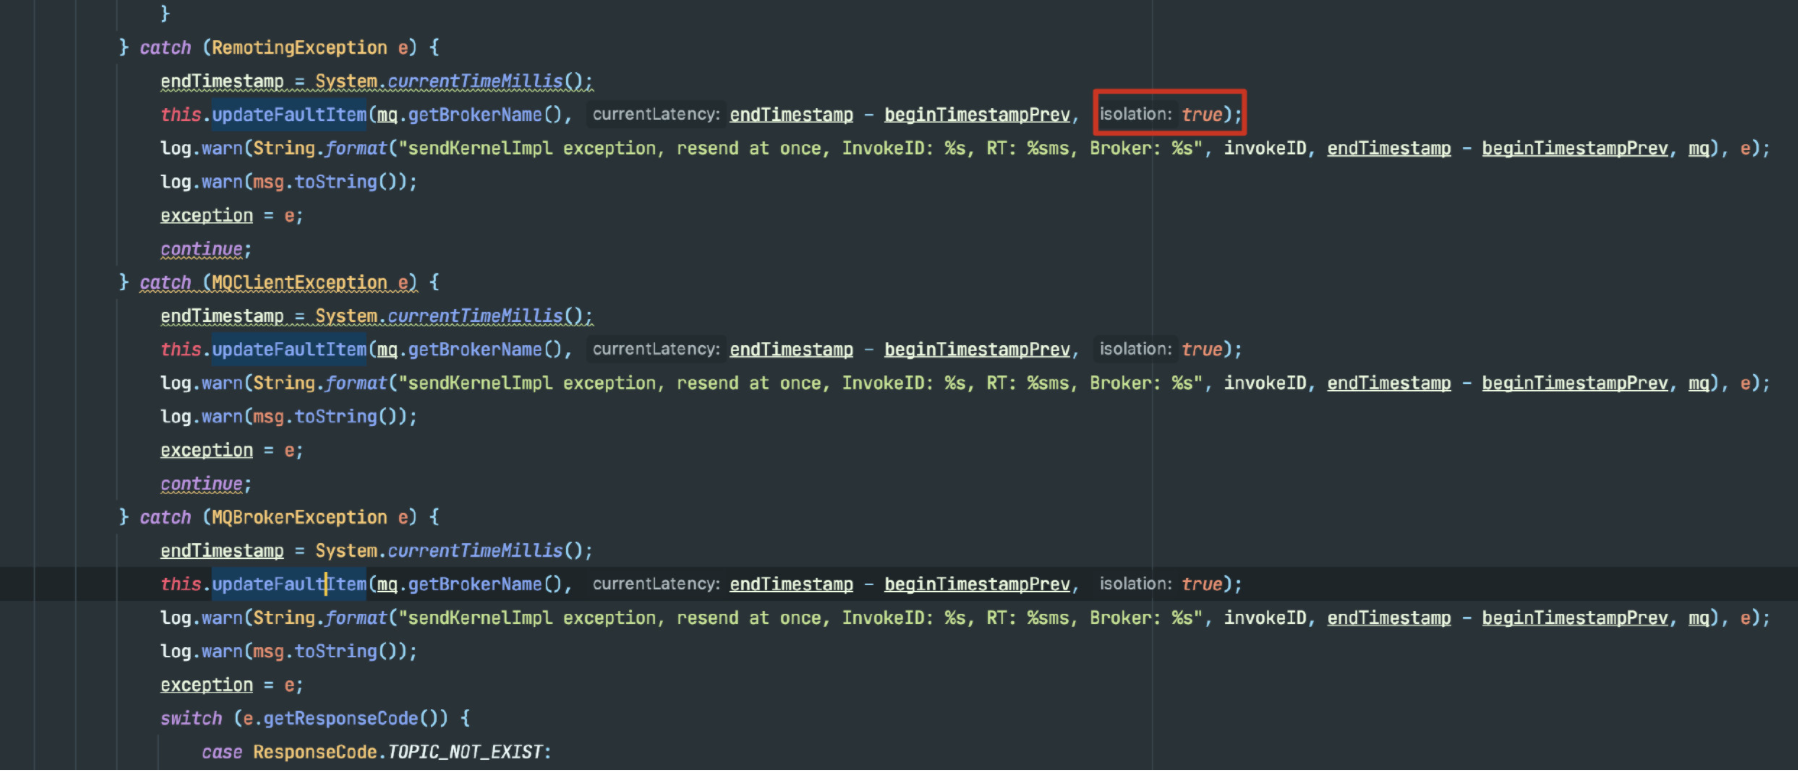 }
} catch (RemotingException e) {
endTimestamp = System.currentTimeMillis();
this.updateFaultItem(mq.getBrokerName(), currentLatency: endTimestamp - beginTimestampPrev, isolation: true);
log.warn(String.format("sendKernelImpl exception, resend at once, InvokeID: %s, RT: %sms, Broker: %s", invokeID, endTimestamp - beginTimestampPrev, mq), e);
log.warn(msg.toString());
exception = e;
continue;
} catch (MQClientException e) {
endTimestamp = System.currentTimeMillis();
this.updateFaultItem(mq.getBrokerName(), currentLatency: endTimestamp - beginTimestampPrev, isolation: true);
log.warn(String.format("sendKernelImpl exception, resend at once, InvokeID: %s, RT: %sms, Broker: %s", invokeID, endTimestamp - beginTimestampPrev, mq), e);
log.warn(msg.toString());
exception = e;
continue;
} catch (MQBrokerException e) {
endTimestamp = System.currentTimeMillis();
this.updateFaultItem(mq.getBrokerName(), currentLatency: endTimestamp - beginTimestampPrev, isolation: true);
log.warn(String.format("sendKernelImpl exception, resend at once, InvokeID: %s, RT: %sms, Broker: %s", invokeID, endTimestamp - beginTimestampPrev, mq), e);
log.warn(msg.toString());
exception = e;
switch (e.getResponseCode()) {
case ResponseCode.TOPIC_NOT_EXIST: